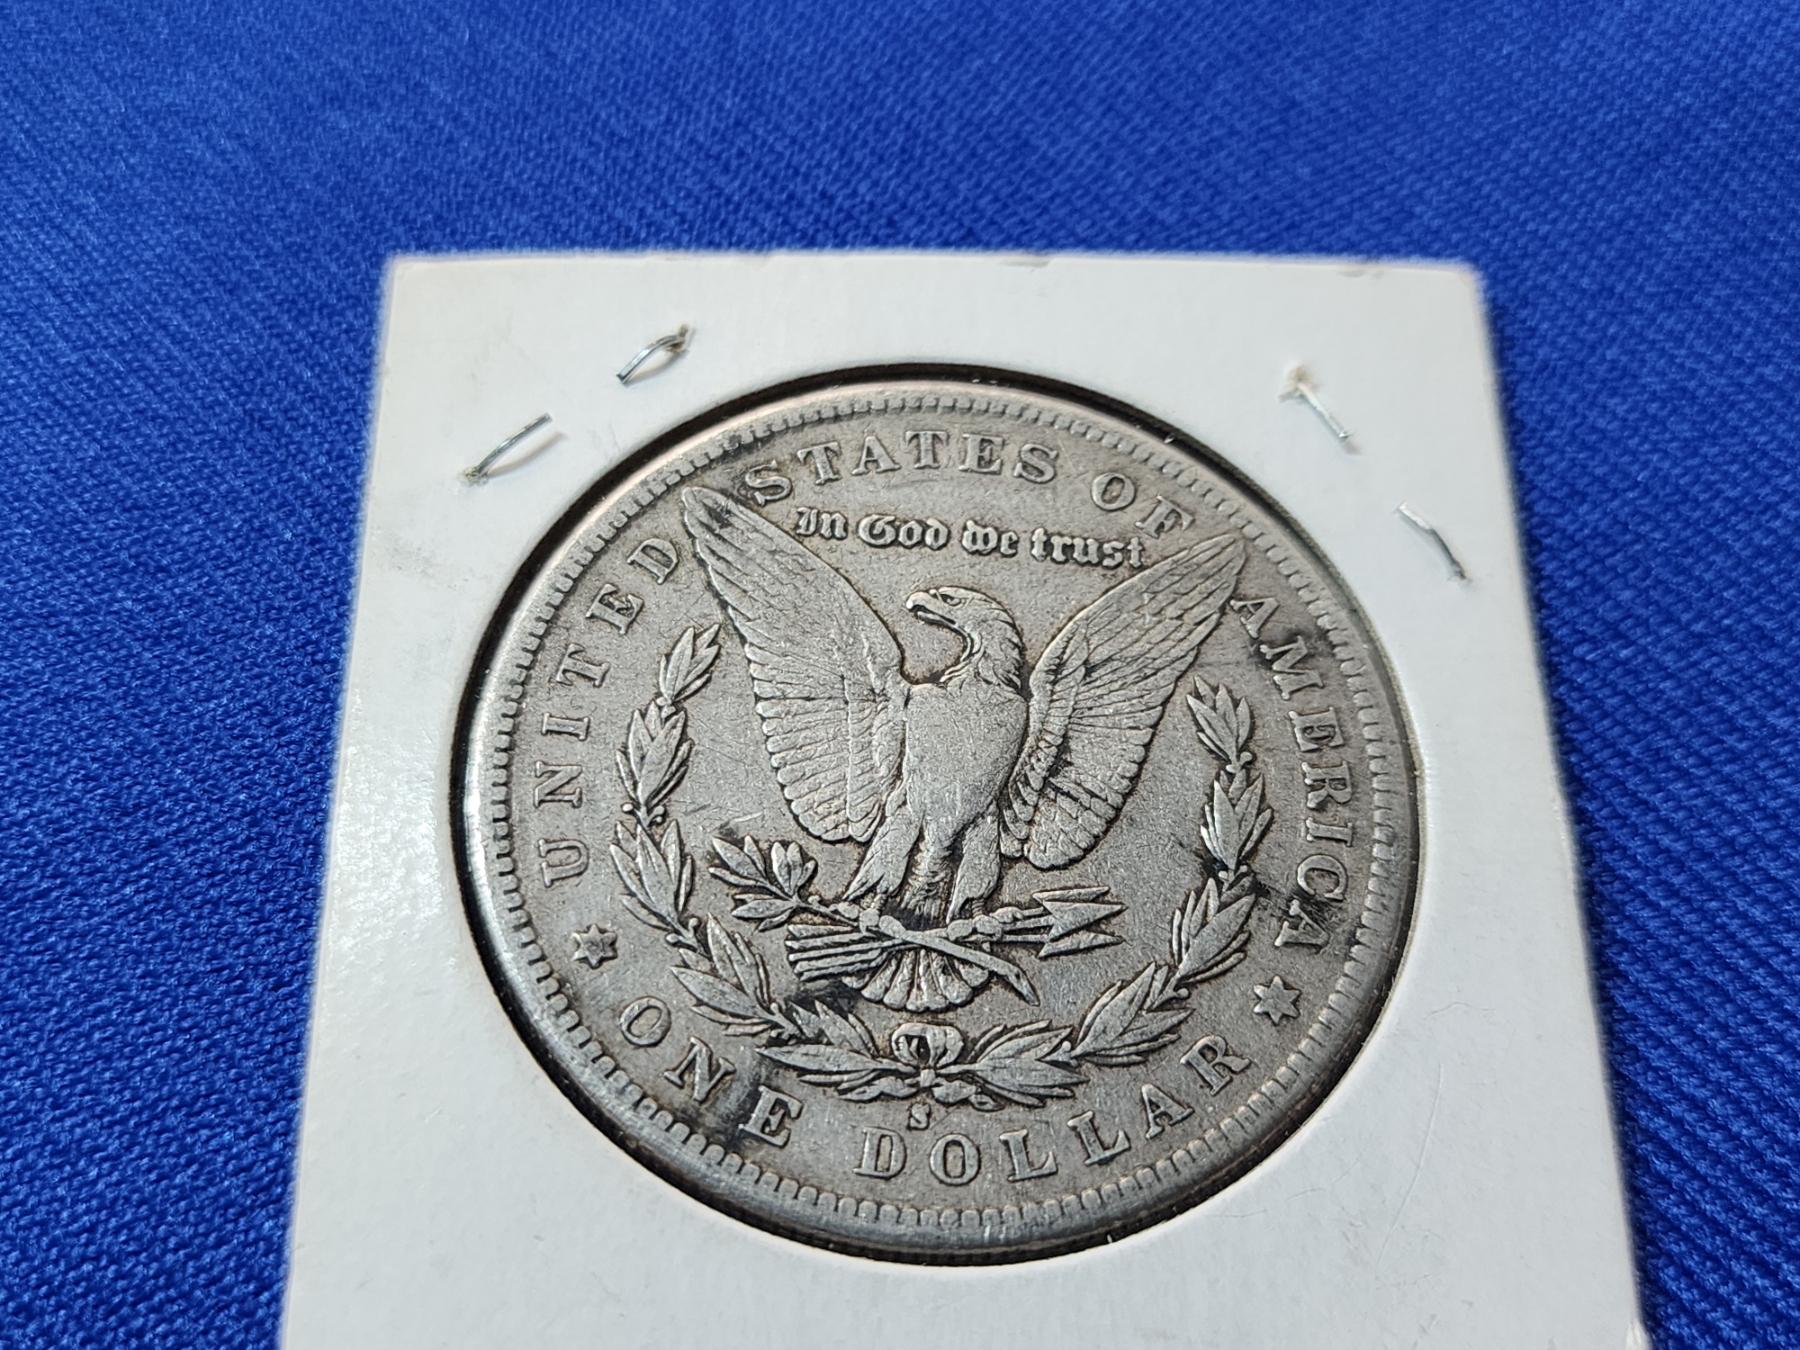 UNITED STATES OF AMERICA
In God we trust
S
ONE DOLLAR